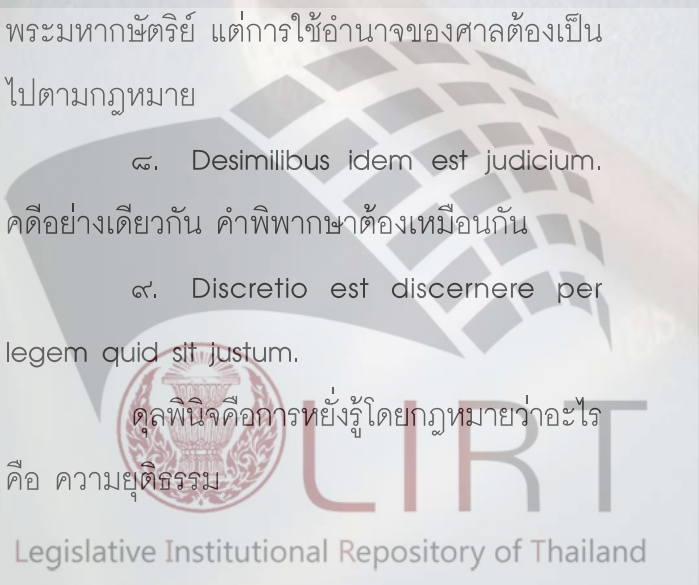 พระมหากษัตริย์ แต่การใช้อำนาจของศาลต้องเป็น
ไปตามกฎหมาย
๘. Desimilibus idem est judicium.
คดีอย่างเดียวกัน คำพิพากษาต้องเหมือนกัน
๙. Discretio est discernere per
legem quid sit justum.
ดุลพินิจคือการหยั่งรู้โดยกฎหมายว่าอะไร
คือ ความยุติธรรม
LIRT
Legislative Institutional Repository of Thailand